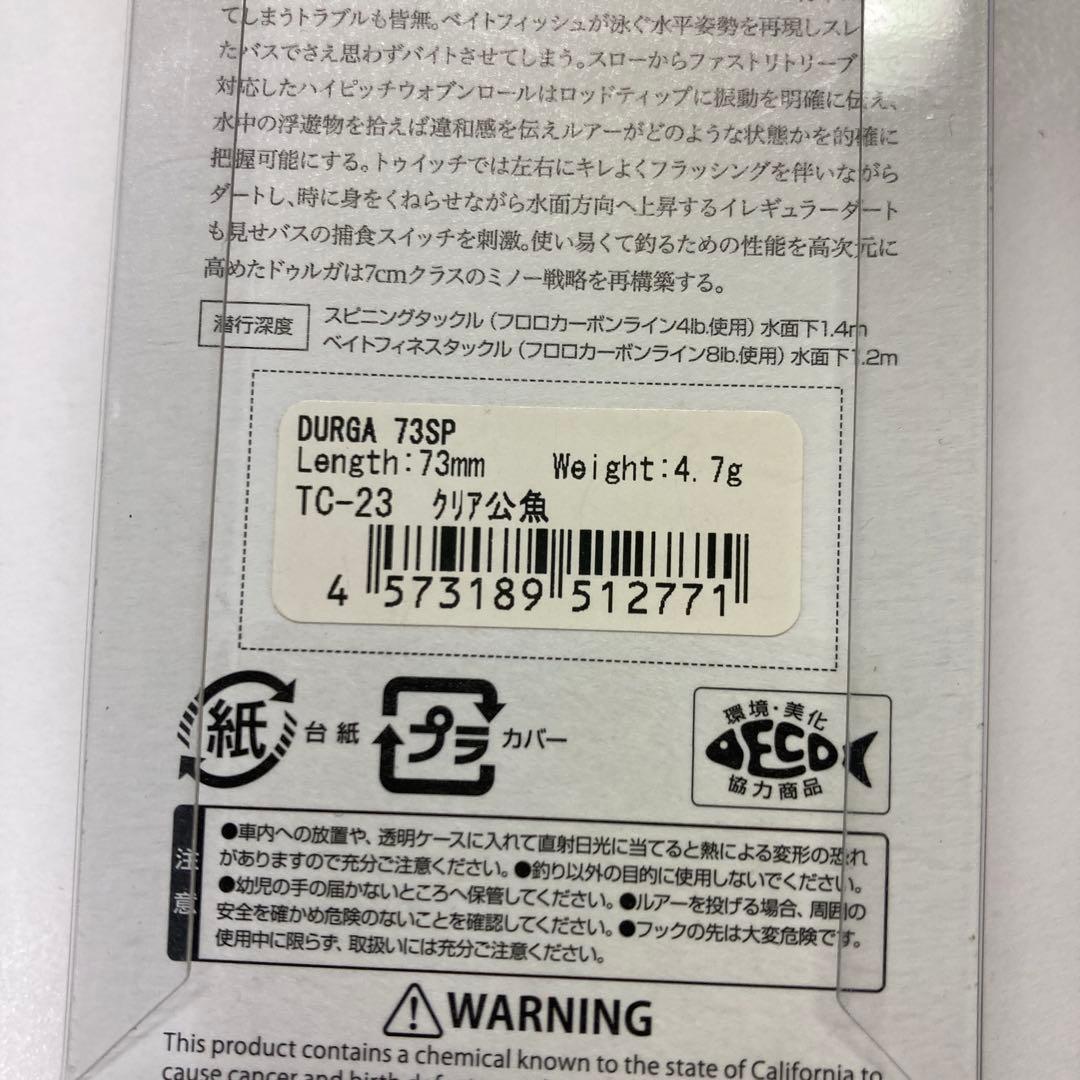 てしまうトラブルも皆無。ベイトフィッシュが泳ぐ水平姿勢を再現しスレ
たバスでさえ思わずバイトさせてしまう。スローからファストリトリーブ
対応したハイピッチウォブンロールはロッドティップに振動を明確に伝え、
水中の浮遊物を拾えば違和感を伝えルアーがどのような状態かを的確に
把握可能にする。トゥイッチでは左右にキレよくフラッシングを伴いながら
ダートし、時に身をくねらせながら水面方向へ上昇するイレギュラーダート
も見せバスの捕食スイッチを刺激。使い易くて釣るための性能を高次元に
高めたドゥルガは7cmクラスのミノー戦略を再構築する。
潜行深度 スピニングタックル(フロロカーボンライン4lb.使用)水面下1.4m
ベイトフィネスタックル(フロロカーボンライン8lb.使用)水面下1.2m
DURGA 73SP
Length:73mm Weight:4.7g
TC-23 クリア公魚
4 573189 512771
紙 台紙 プラ カバー
環境・美化
ECO
協力商品
注意
●車内への放置や、透明ケースに入れて直射日光に当てると熱による変形の恐れ
がありますので充分ご注意ください。●釣り以外の目的に使用しないでください。
●幼児の手の届かないところへ保管してください。●ルアーを投げる場合、周囲の
安全を確かめ危険のないことを確認してください。●フックの先は大変危険です。
使用中に限らず、取扱いには充分ご注意ください。
WARNING
This product contains a chemical known to the state of California to
cause cancer and birth